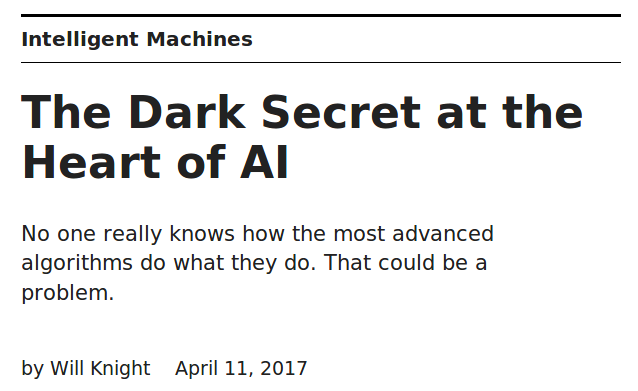 Intelligent Machines
The Dark Secret at the
Heart of AI
No one really knows how the most advanced
algorithms do what they do. That could be a
problem.
by Will Knight April 11, 2017